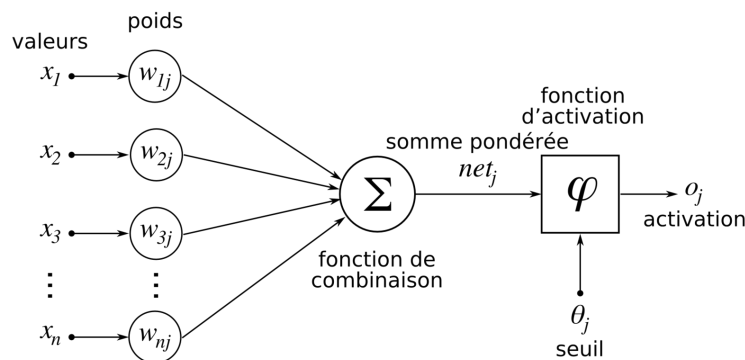 poids
valeurs
x1
w1j
x2
w2j
x3
w3j
⋮
⋮
xn
wnj
Σ
fonction de
combinaison
somme pondérée
netj
fonction
d'activation
φ
oj
activation
θj
seuil